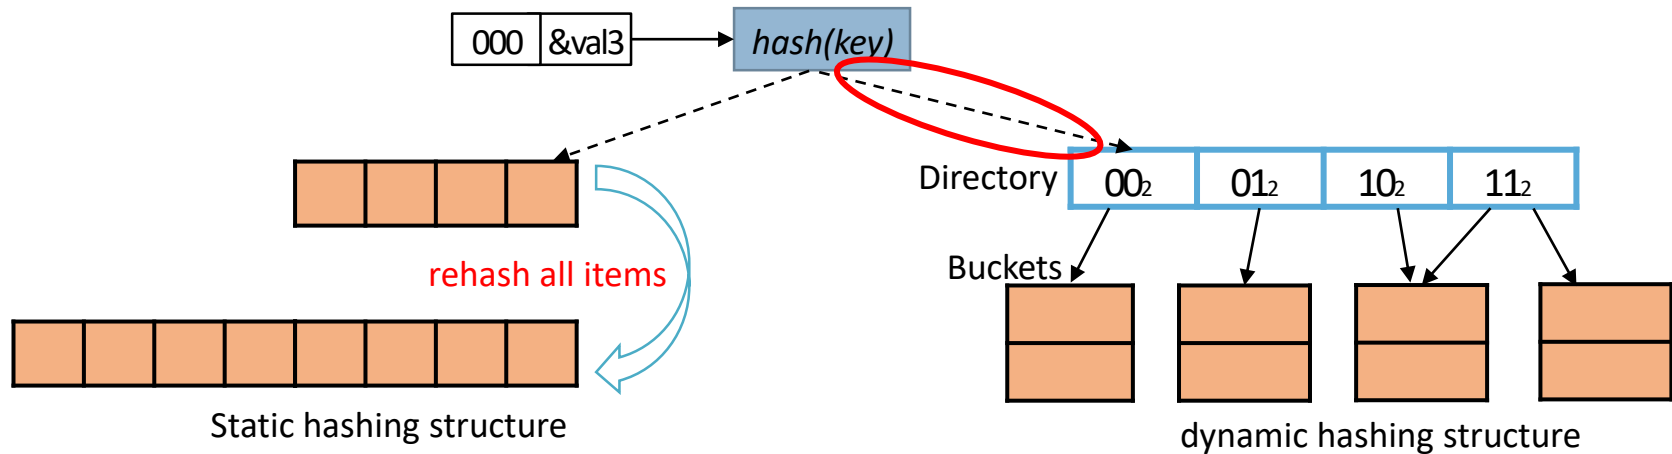 000 &val3 hash(key)
Directory 00₂ 01₂ 10₂ 11₂
rehash all items
Buckets
Static hashing structure
dynamic hashing structure